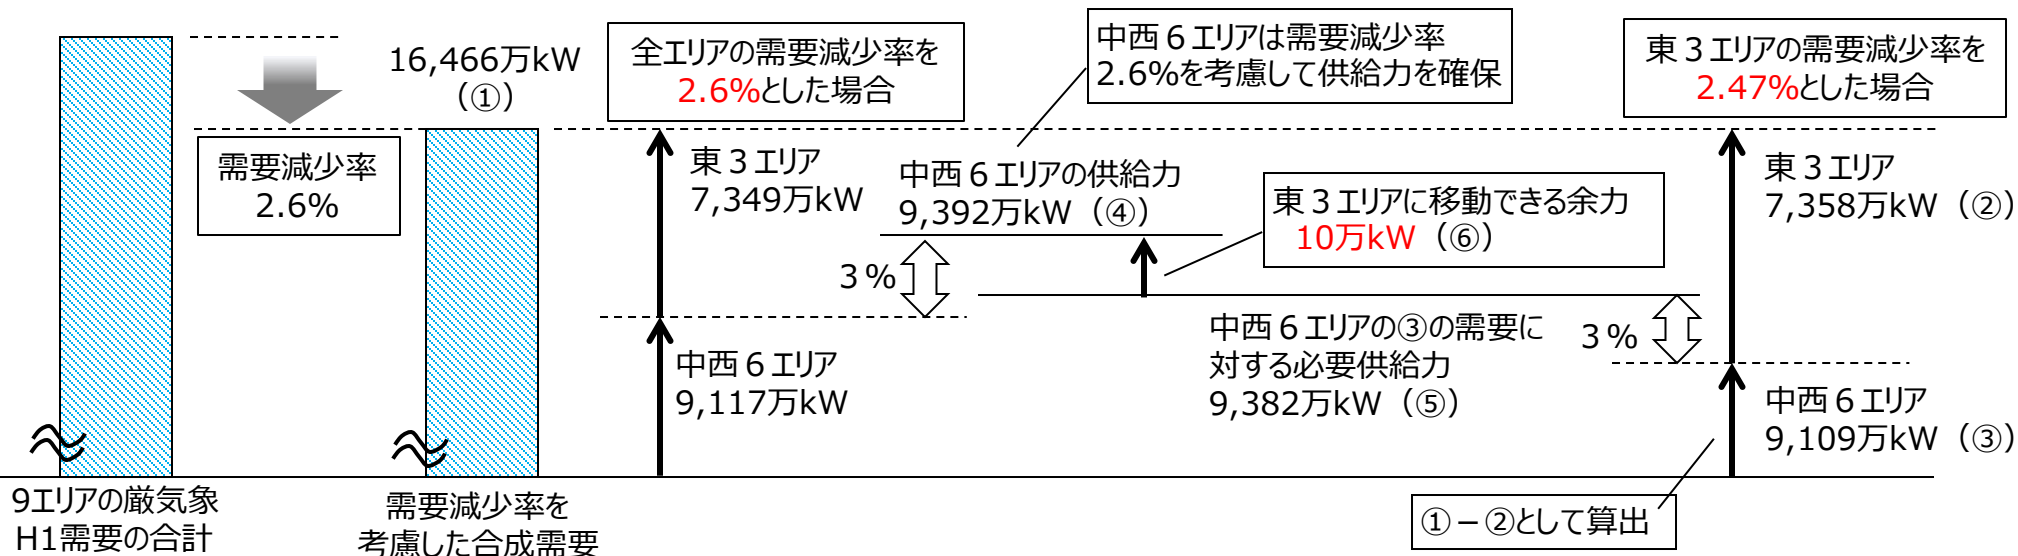 16,466万kW
（①）
需要減少率
2.6%
9エリアの厳気象
H1需要の合計
需要減少率を
考慮した合成需要
全エリアの需要減少率を
2.6%とした場合
東３エリア
7,349万kW
中西６エリア
9,117万kW
中西６エリアは需要減少率
2.6%を考慮して供給力を確保
中西６エリアの供給力
9,392万kW（④）
3％
東３エリアに移動できる余力
10万kW（⑥）
中西６エリアの③の需要に
対する必要供給力
9,382万kW（⑤）
3％
東３エリアの需要減少率を
2.47%とした場合
東３エリア
7,358万kW（②）
中西６エリア
9,109万kW（③）
①－②として算出